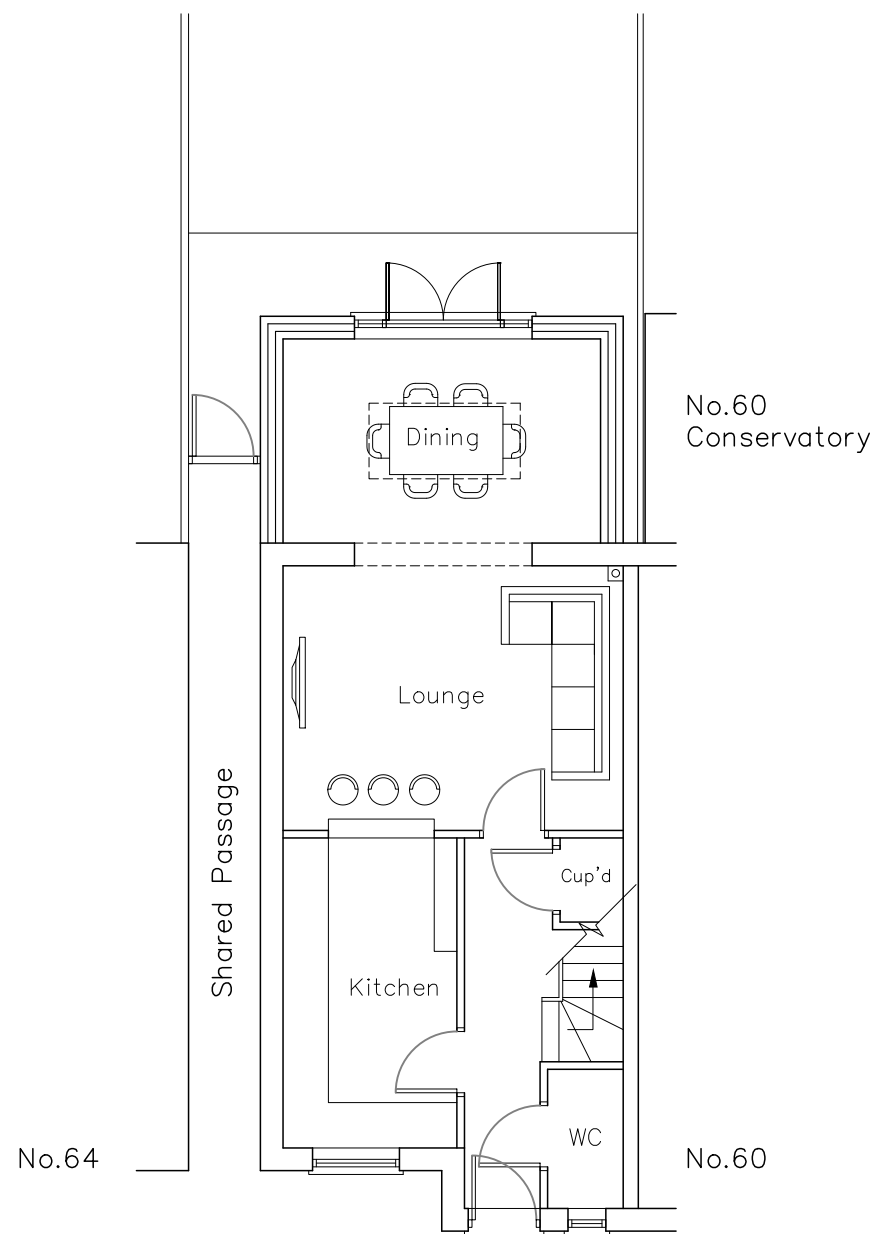 No.60
Conservatory
Dining
Lounge
Shared Passage
Cup'd
Kitchen
WC
No.64
No.60